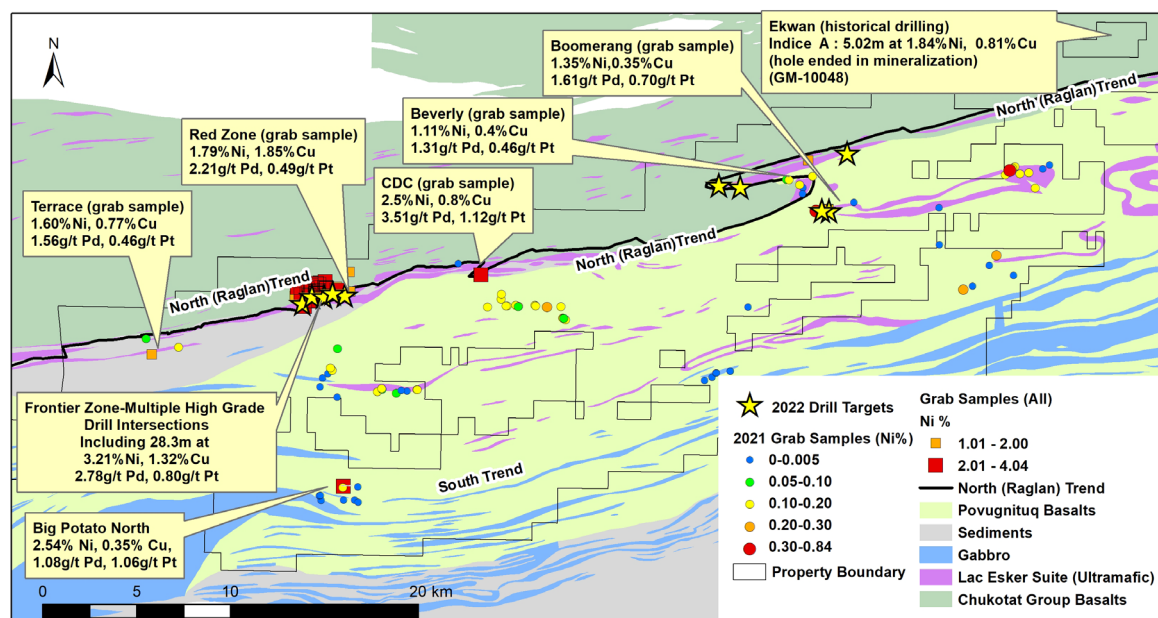 N
Ekwan (historical drilling)
Indice A : 5.02m at 1.84%Ni, 0.81%Cu
(hole ended in mineralization)
(GM-10048)
Boomerang (grab sample)
1.35%Ni,0.35%Cu
1.61g/t Pd, 0.70g/t Pt
North (Raglan)Trend
Beverly (grab sample)
1.11%Ni, 0.4%Cu
1.31g/t Pd, 0.46g/t Pt
Red Zone (grab sample)
1.79%Ni, 1.85%Cu
2.21g/t Pd, 0.49g/t Pt
CDC (grab sample)
2.5%Ni, 0.8%Cu
3.51g/t Pd, 1.12g/t Pt
Terrace (grab sample)
1.60%Ni, 0.77%Cu
1.56g/t Pd, 0.46g/t Pt
North (Raglan)Trend
North (Raglan)Trend
Frontier Zone-Multiple High Grade
Drill Intersections
Including 28.3m at
3.21%Ni, 1.32%Cu
2.78g/t Pd, 0.80g/t Pt
South Trend
Big Potato North
2.54% Ni, 0.35% Cu,
1.08g/t Pd, 1.06g/t Pt
0
10
20 km
2022 Drill Targets
2021 Grab Samples (Ni%)
0-0.005
0.05-0.10
0.10-0.20
0.20-0.30
0.30-0.84
Property Boundary
Grab Samples (All)
Ni %
1.01 - 2.00
2.01 - 4.04
North (Raglan) Trend
Povugnituq Basalts
Sediments
Gabbro
Lac Esker Suite (Ultramafic)
Chukotat Group Basalts